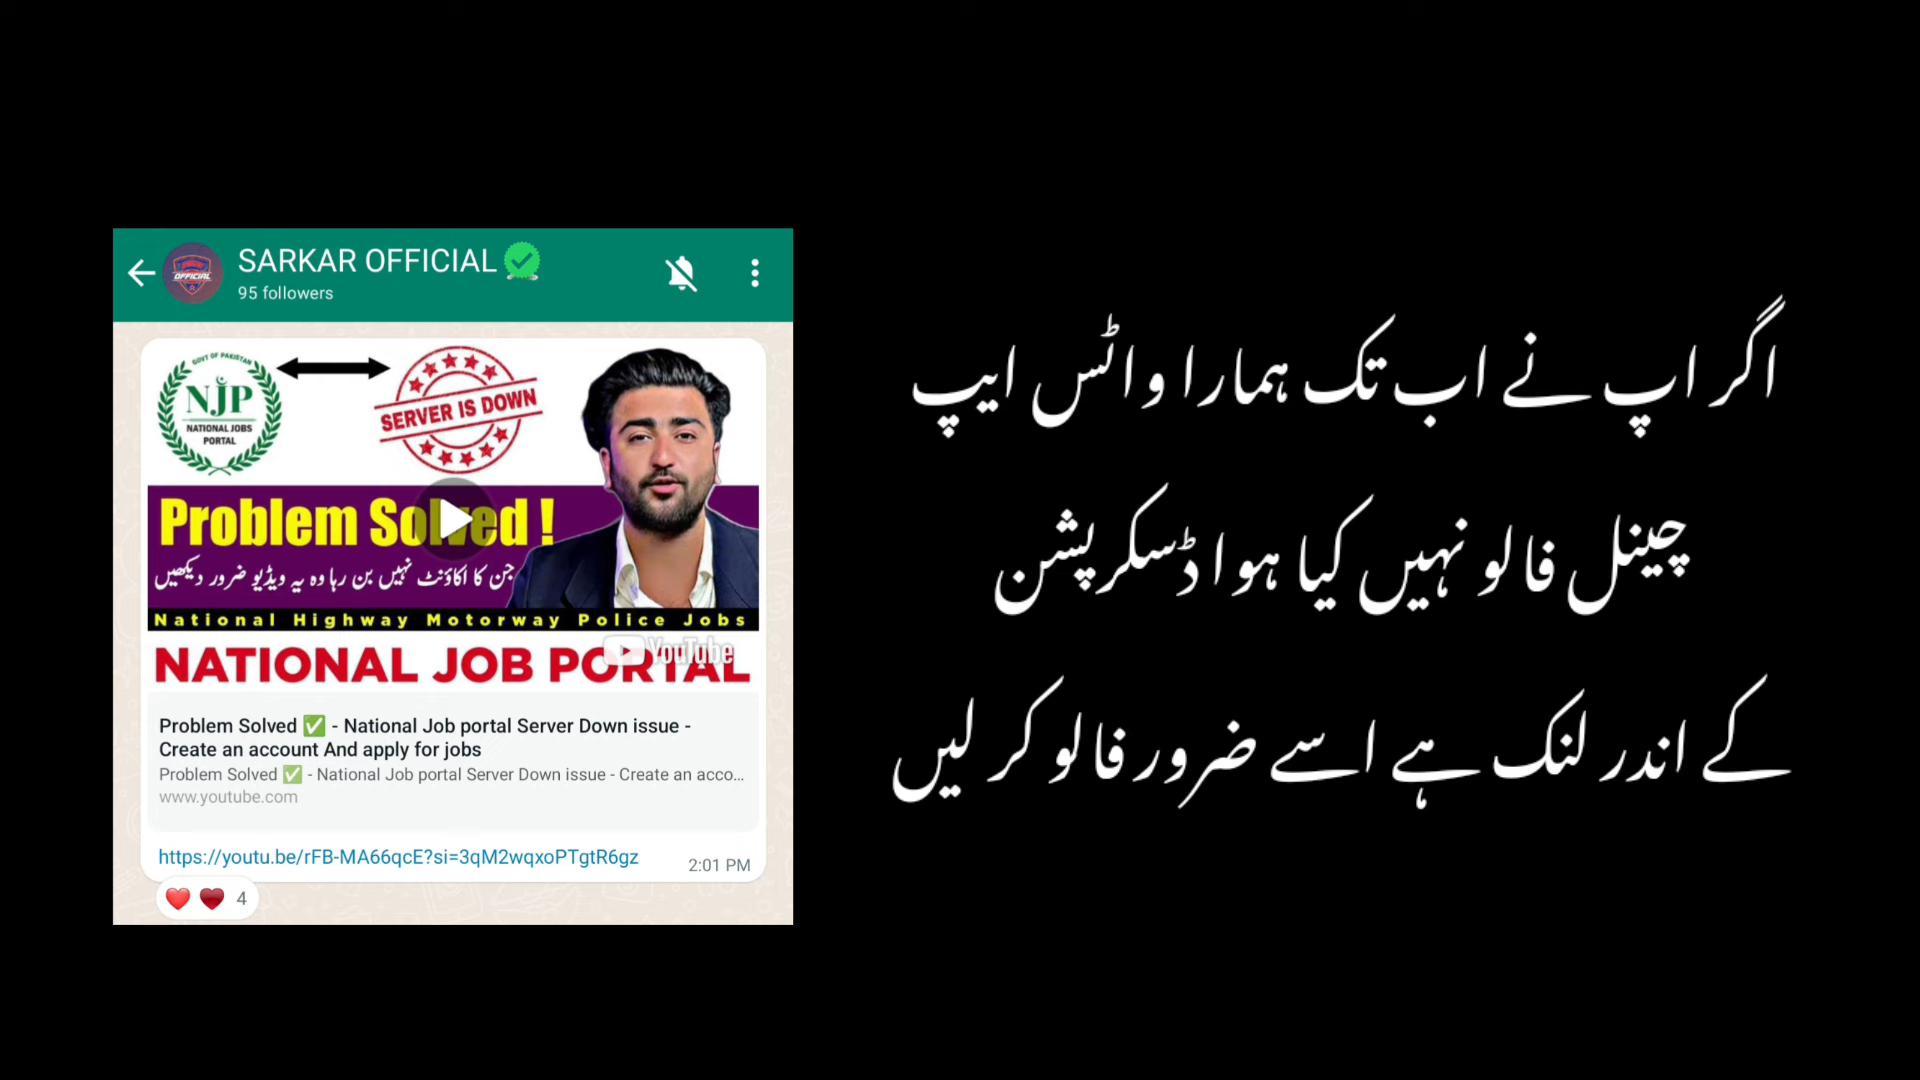 SARKAR OFFICIAL
95 followers
OFFICIAL
GOVT OF PAKISTAN
NJP
NATIONAL JOBS
PORTAL
SERVER IS DOWN
Problem Solved !
جن کا اکاؤنٹ نہیں بن رہا وہ یہ ویڈیو ضرور دیکھیں
National Highway Motorway Police Jobs
YouTube
NATIONAL JOB PORTAL
Problem Solved ✅ - National Job portal Server Down issue -
Create an account And apply for jobs
Problem Solved ✅ - National Job portal Server Down issue - Create an acco...
www.youtube.com
https://youtu.be/rFB-MA66qcE?si=3qM2wqxoPTgtR6gz
2:01 PM
4
اگر اپ نے اب تک ہمارا واٹس ایپ
چینل فالو نہیں کیا ہوا ڈسکرپشن
کے اندر لنک ہے اسے ضرور فالو کر لیں